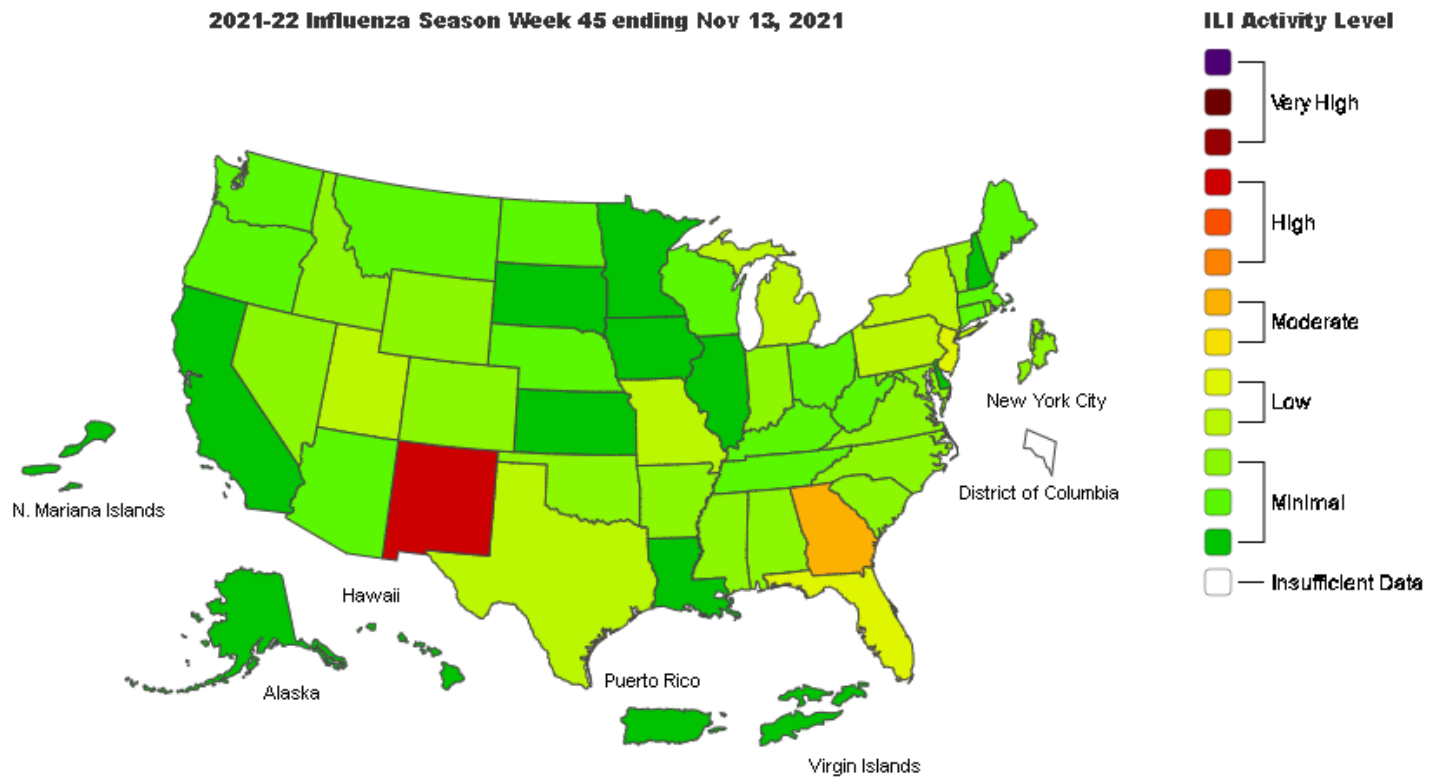 2021-22 Influenza Season Week 45 ending Nov 13, 2021
ILI Activity Level
Very High
High
Moderate
Low
Minimal
Insufficient Data
New York City
District of Columbia
N. Mariana Islands
Hawaii
Alaska
Puerto Rico
Virgin Islands